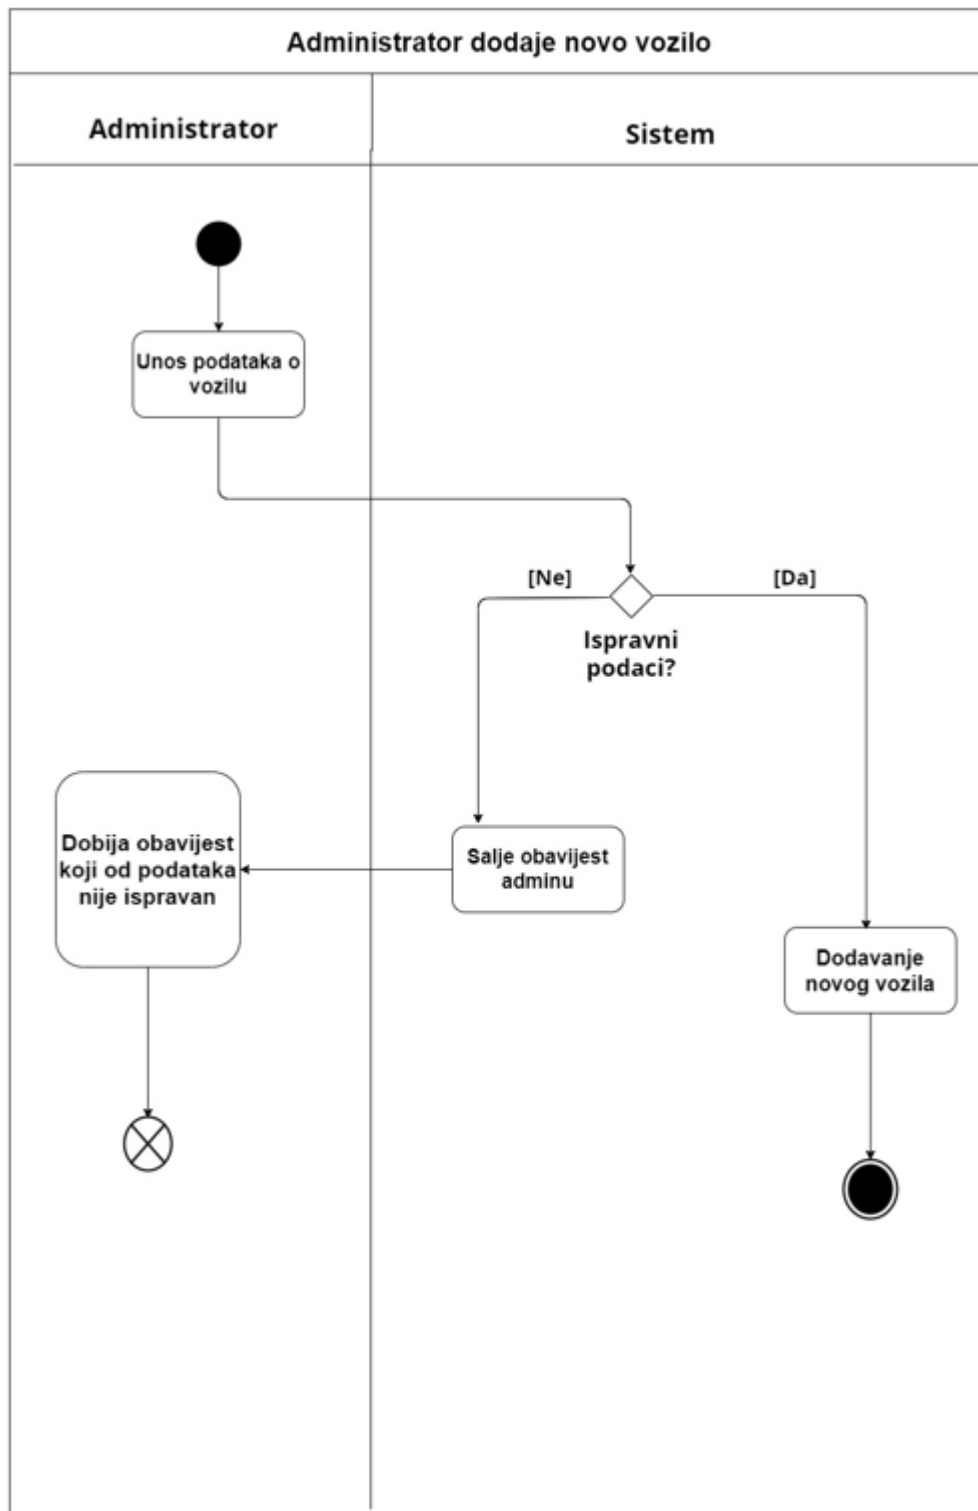 Administrator dodaje novo vozilo
Administrator
Sistem
Unos podataka o
vozilu
[Ne]
[Da]
Ispravni
podaci?
Dobija obavijest
koji od podataka
nije ispravan
Salje obavijest
adminu
Dodavanje
novog vozila